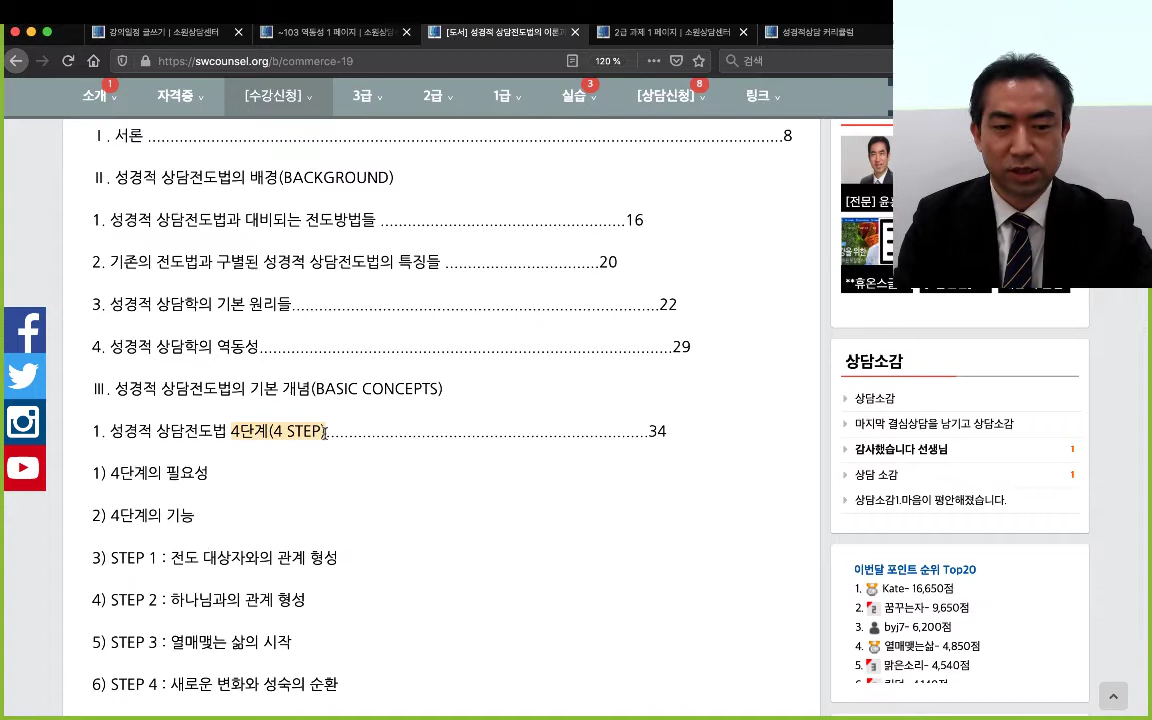 강의일정 글쓰기 | 소원상담센터
~103 역동성 1 페이지 | 소원상담
[도서] 성경적 상담전도법의 이론과
2급 과제 1 페이지 | 소원상담센터
성경적상담 커리큘럼
https://swcounsel.org/b/commerce-19
120 %
검색
소개 1
자격증
[수강신청]
3급
2급
1급
실습 3
[상담신청] 8
링크
Ⅰ. 서론 ........8
Ⅱ. 성경적 상담전도법의 배경(BACKGROUND)
1. 성경적 상담전도법과 대비되는 전도방법들 ........16
2. 기존의 전도법과 구별된 성경적 상담전도법의 특징들 ........20
3. 성경적 상담학의 기본 원리들........22
4. 성경적 상담학의 역동성........29
Ⅲ. 성경적 상담전도법의 기본 개념(BASIC CONCEPTS)
1. 성경적 상담전도법 4단계(4 STEP)........34
1) 4단계의 필요성
2) 4단계의 기능
3) STEP 1 : 전도 대상자와의 관계 형성
4) STEP 2 : 하나님과의 관계 형성
5) STEP 3 : 열매맺는 삶의 시작
6) STEP 4 : 새로운 변화와 성숙의 순환
[전문] 윤
**휴온스글
상담소감
상담소감
마지막 결심상담을 남기고 상담소감
감사했습니다 선생님 1
상담 소감 1
상담소감1.마음이 평안해졌습니다.
이번달 포인트 순위 Top20
1. Kate- 16,650점
2. 꿈꾸는자- 9,650점
3. byj7- 6,200점
4. 열매맺는삶- 4,850점
5. 맑은소리- 4,540점